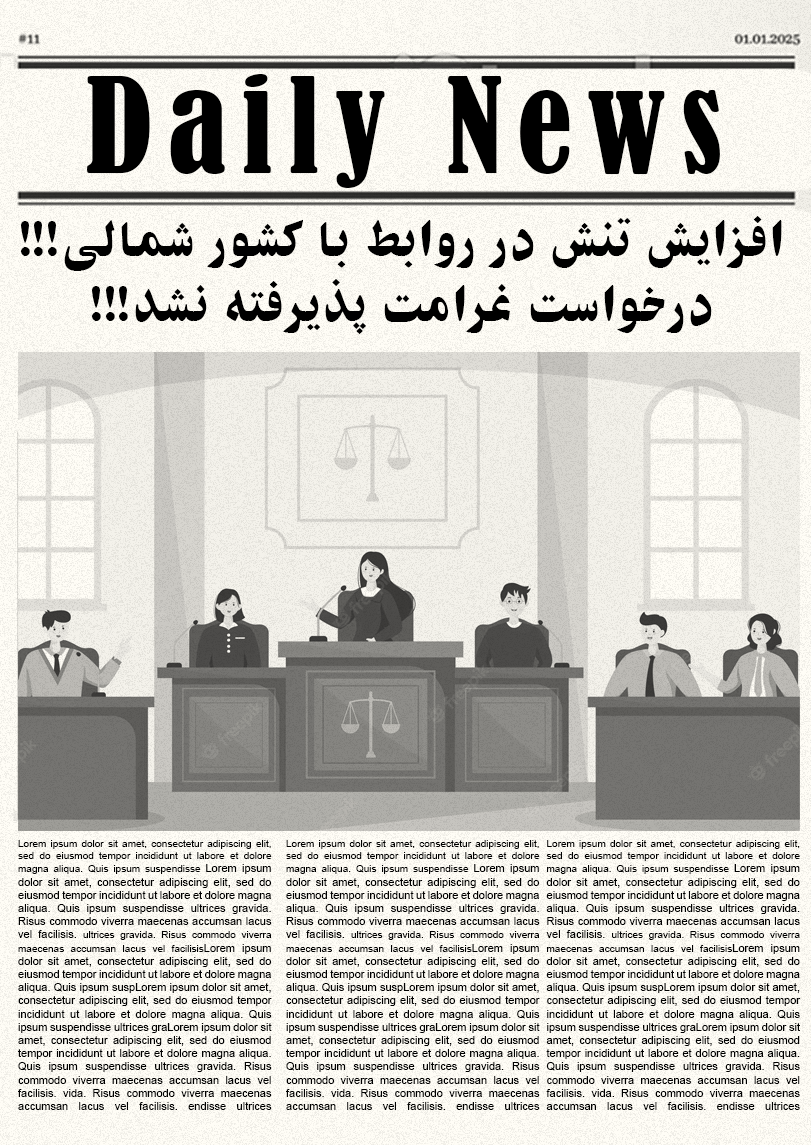 #11 01.01.2025
Daily News
افزایش تنش در روابط با کشور شمالی!!!
درخواست غرامت پذیرفته نشد!!!
Lorem ipsum dolor sit amet, consectetur adipiscing elit,
sed do eiusmod tempor incididunt ut labore et dolore
magna aliqua. Quis ipsum suspendisse Lorem ipsum
dolor sit amet, consectetur adipiscing elit, sed do
eiusmod tempor incididunt ut labore et dolore magna
aliqua. Quis ipsum suspendisse ultrices gravida.
Risus commodo viverra maecenas accumsan lacus
vel facilisis. ultrices gravida. Risus commodo viverra
maecenas accumsan lacus vel facilisisLorem ipsum
dolor sit amet, consectetur adipiscing elit, sed do
eiusmod tempor incididunt ut labore et dolore magna
aliqua. Quis ipsum suspLorem ipsum dolor sit amet,
consectetur adipiscing elit, sed do eiusmod tempor
incididunt ut labore et dolore magna aliqua. Quis
ipsum suspendisse ultrices graLorem ipsum dolor sit
amet, consectetur adipiscing elit, sed do eiusmod
tempor incididunt ut labore et dolore magna aliqua.
Quis ipsum suspendisse ultrices gravida. Risus
commodo viverra maecenas accumsan lacus vel
facilisis. vida. Risus commodo viverra maecenas
accumsan lacus vel facilisis. endisse ultrices
Lorem ipsum dolor sit amet, consectetur adipiscing elit,
sed do eiusmod tempor incididunt ut labore et dolore
magna aliqua. Quis ipsum suspendisse Lorem ipsum
dolor sit amet, consectetur adipiscing elit, sed do
eiusmod tempor incididunt ut labore et dolore magna
aliqua. Quis ipsum suspendisse ultrices gravida.
Risus commodo viverra maecenas accumsan lacus
vel facilisis. ultrices gravida. Risus commodo viverra
maecenas accumsan lacus vel facilisisLorem ipsum
dolor sit amet, consectetur adipiscing elit, sed do
eiusmod tempor incididunt ut labore et dolore magna
aliqua. Quis ipsum suspLorem ipsum dolor sit amet,
consectetur adipiscing elit, sed do eiusmod tempor
incididunt ut labore et dolore magna aliqua. Quis
ipsum suspendisse ultrices graLorem ipsum dolor sit
amet, consectetur adipiscing elit, sed do eiusmod
tempor incididunt ut labore et dolore magna aliqua.
Quis ipsum suspendisse ultrices gravida. Risus
commodo viverra maecenas accumsan lacus vel
facilisis. vida. Risus commodo viverra maecenas
accumsan lacus vel facilisis. endisse ultrices
Lorem ipsum dolor sit amet, consectetur adipiscing elit,
sed do eiusmod tempor incididunt ut labore et dolore
magna aliqua. Quis ipsum suspendisse Lorem ipsum
dolor sit amet, consectetur adipiscing elit, sed do
eiusmod tempor incididunt ut labore et dolore magna
aliqua. Quis ipsum suspendisse ultrices gravida.
Risus commodo viverra maecenas accumsan lacus
vel facilisis. ultrices gravida. Risus commodo viverra
maecenas accumsan lacus vel facilisisLorem ipsum
dolor sit amet, consectetur adipiscing elit, sed do
eiusmod tempor incididunt ut labore et dolore magna
aliqua. Quis ipsum suspLorem ipsum dolor sit amet,
consectetur adipiscing elit, sed do eiusmod tempor
incididunt ut labore et dolore magna aliqua. Quis
ipsum suspendisse ultrices graLorem ipsum dolor sit
amet, consectetur adipiscing elit, sed do eiusmod
tempor incididunt ut labore et dolore magna aliqua.
Quis ipsum suspendisse ultrices gravida. Risus
commodo viverra maecenas accumsan lacus vel
facilisis. vida. Risus commodo viverra maecenas
accumsan lacus vel facilisis. endisse ultrices